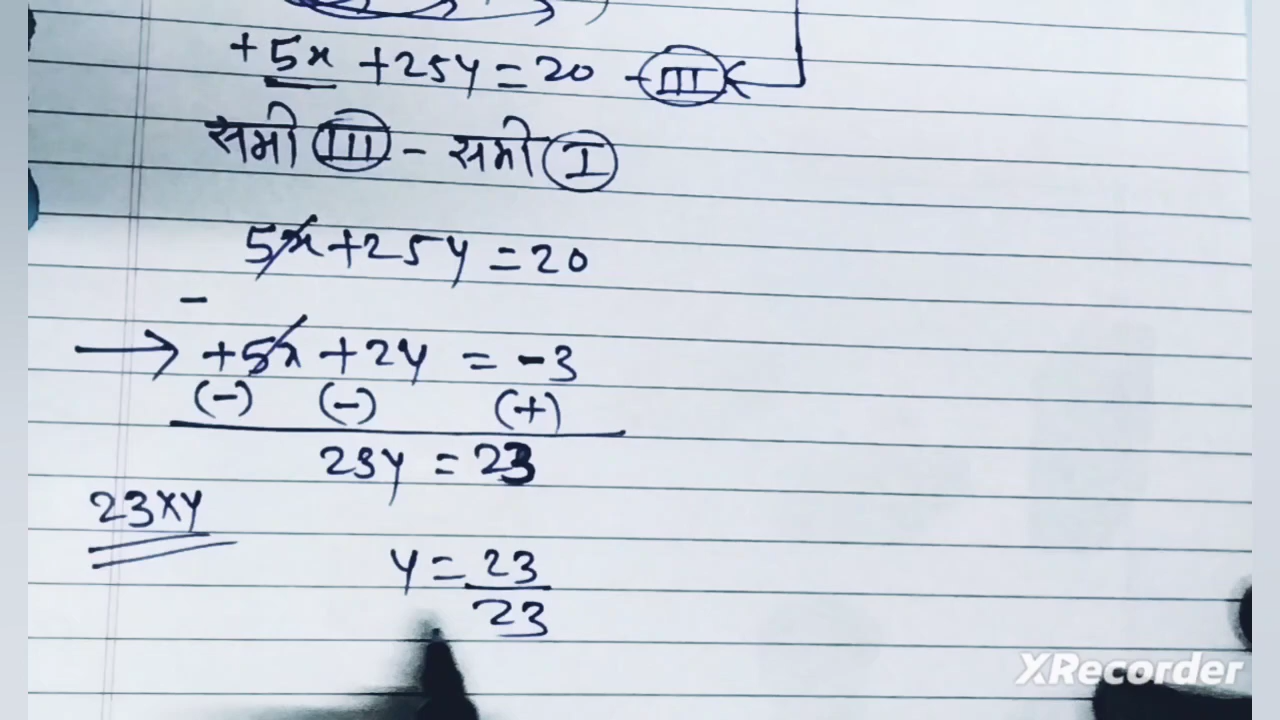 +5x +25y = 20 - III
समी III - समी I
5x +25y = 20
-
→ +5x +2y = -3
(-) (-) (+)
23y = 23
23xy
y = 23
23
XRecorder